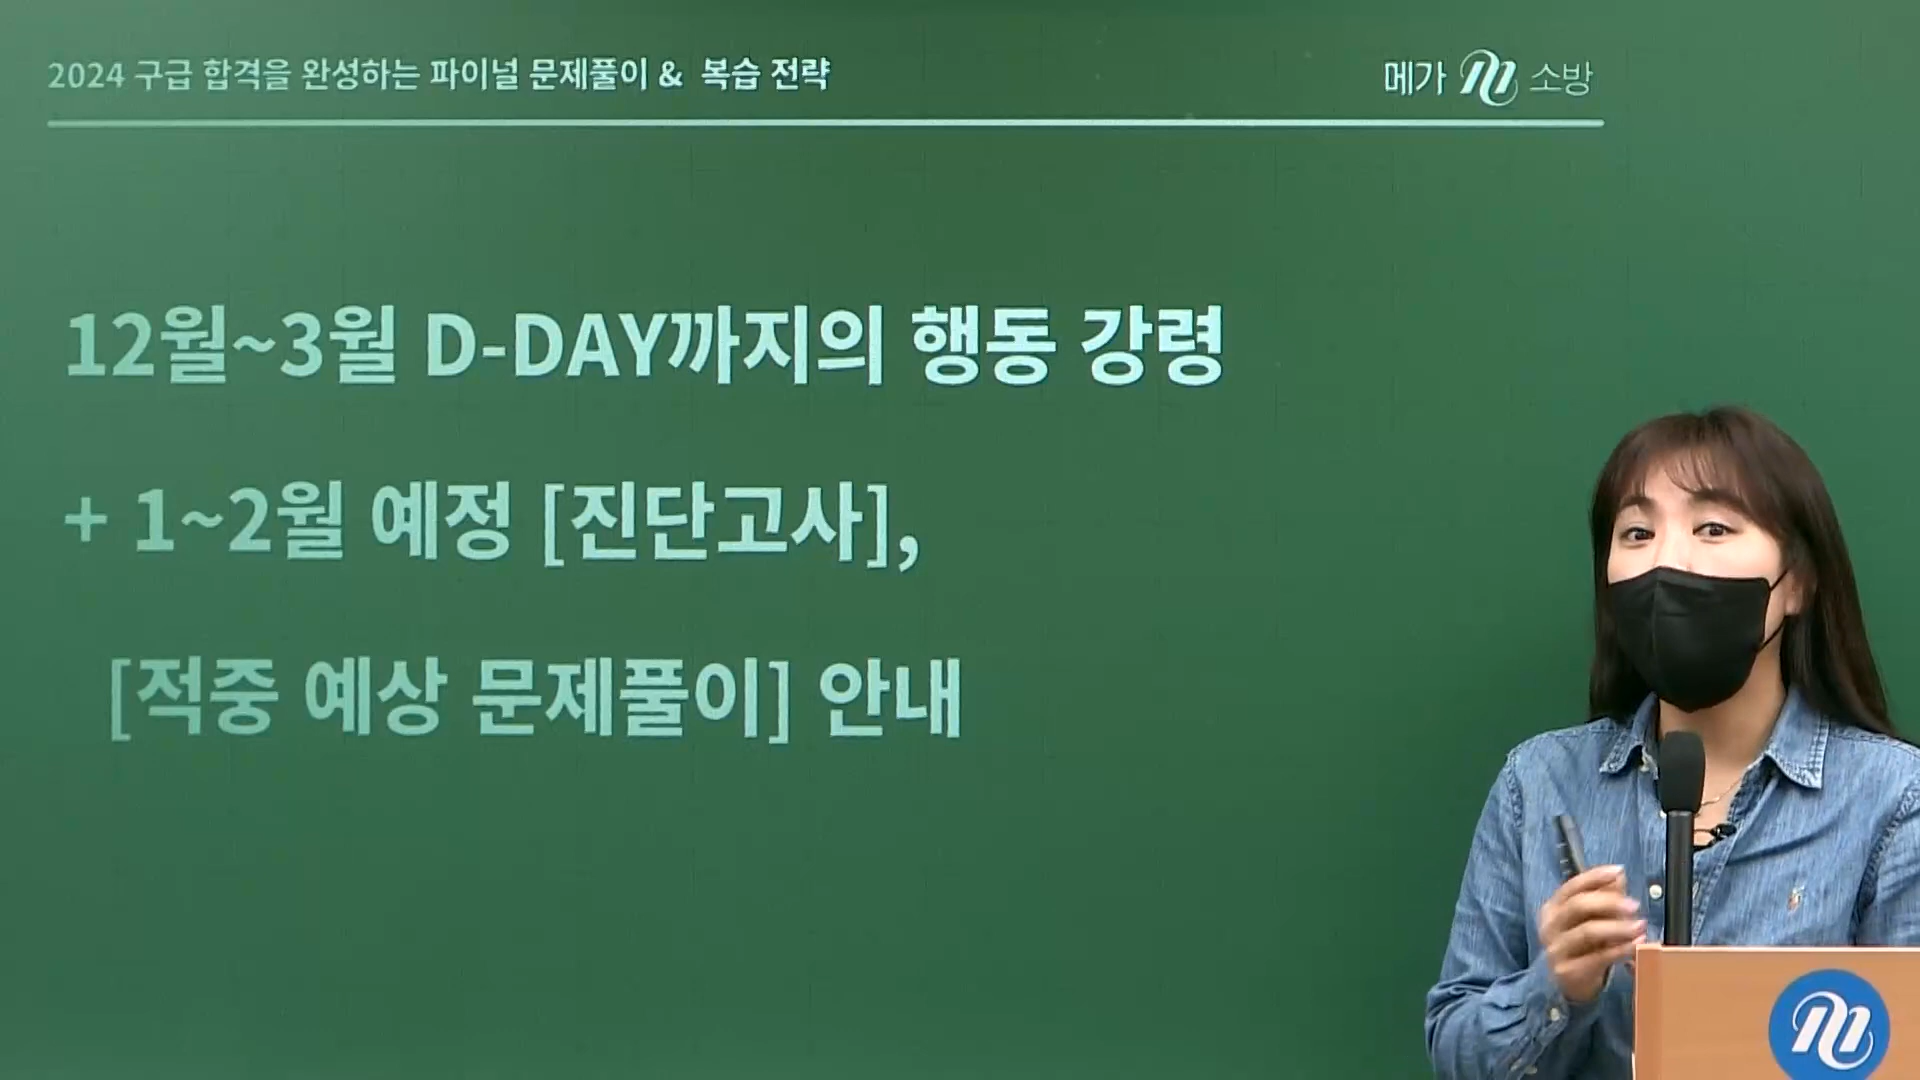 2024 구급 합격을 완성하는 파이널 문제풀이 & 복습 전략
메가 M 소방
12월~3월 D-DAY까지의 행동 강령
+ 1~2월 예정 [진단고사],
[적중 예상 문제풀이] 안내
M